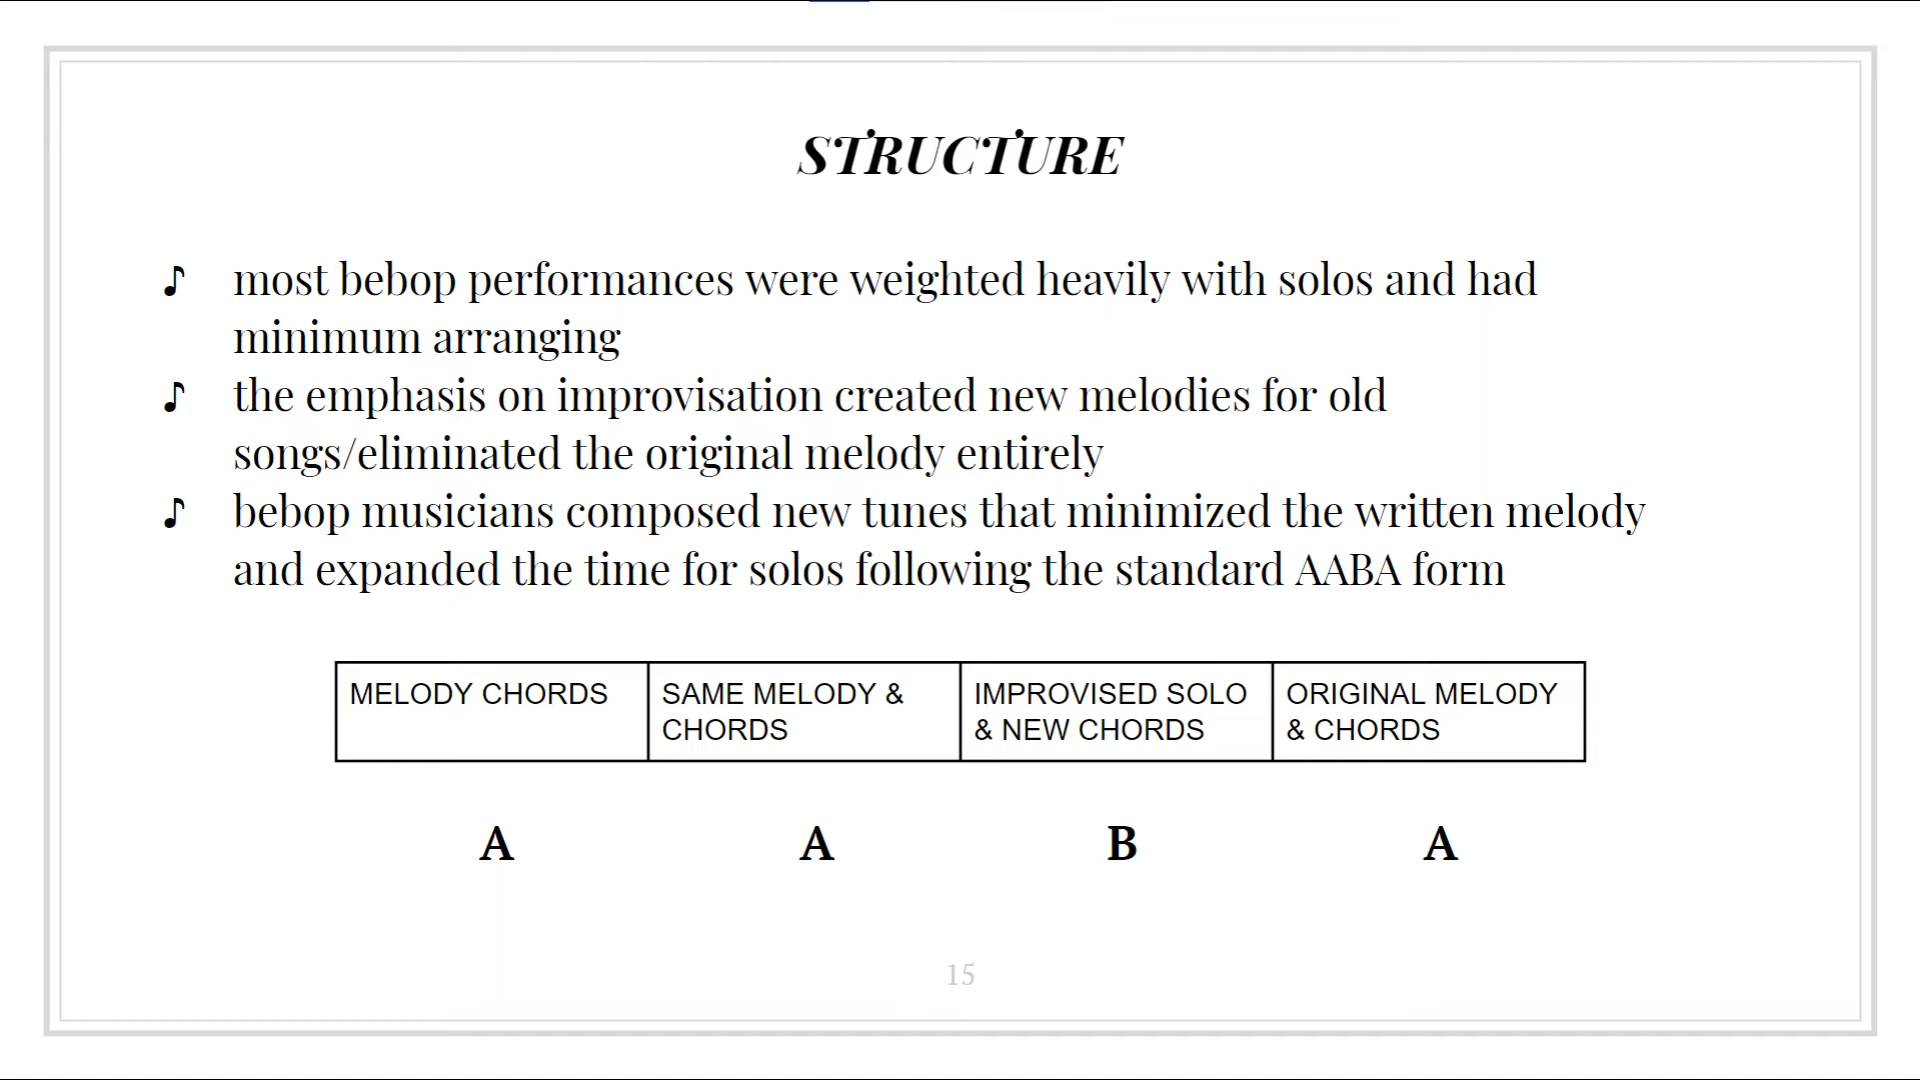 STRUCTURE
♪ most bebop performances were weighted heavily with solos and had
minimum arranging
♪ the emphasis on improvisation created new melodies for old
songs/eliminated the original melody entirely
♪ bebop musicians composed new tunes that minimized the written melody
and expanded the time for solos following the standard AABA form
MELODY CHORDS
SAME MELODY &
CHORDS
IMPROVISED SOLO
& NEW CHORDS
ORIGINAL MELODY
& CHORDS
A A B A
15